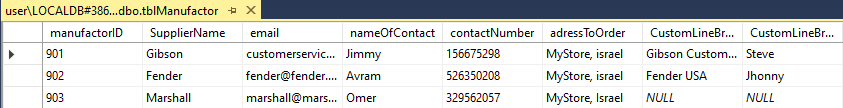 user\LOCALDB#386...dbo.tblManufactor
manufactorID SupplierName email nameOfContact contactNumber adressToOrder CustomLineBr... CustomLineBr...
901 Gibson customerservic... Jimmy 156675298 MyStore, israel Gibson Custom... Steve
902 Fender fender@fender.... Avram 526350208 MyStore, israel Fender USA Jhonny
903 Marshall marshall@mars... Omer 329562057 MyStore, israel NULL NULL